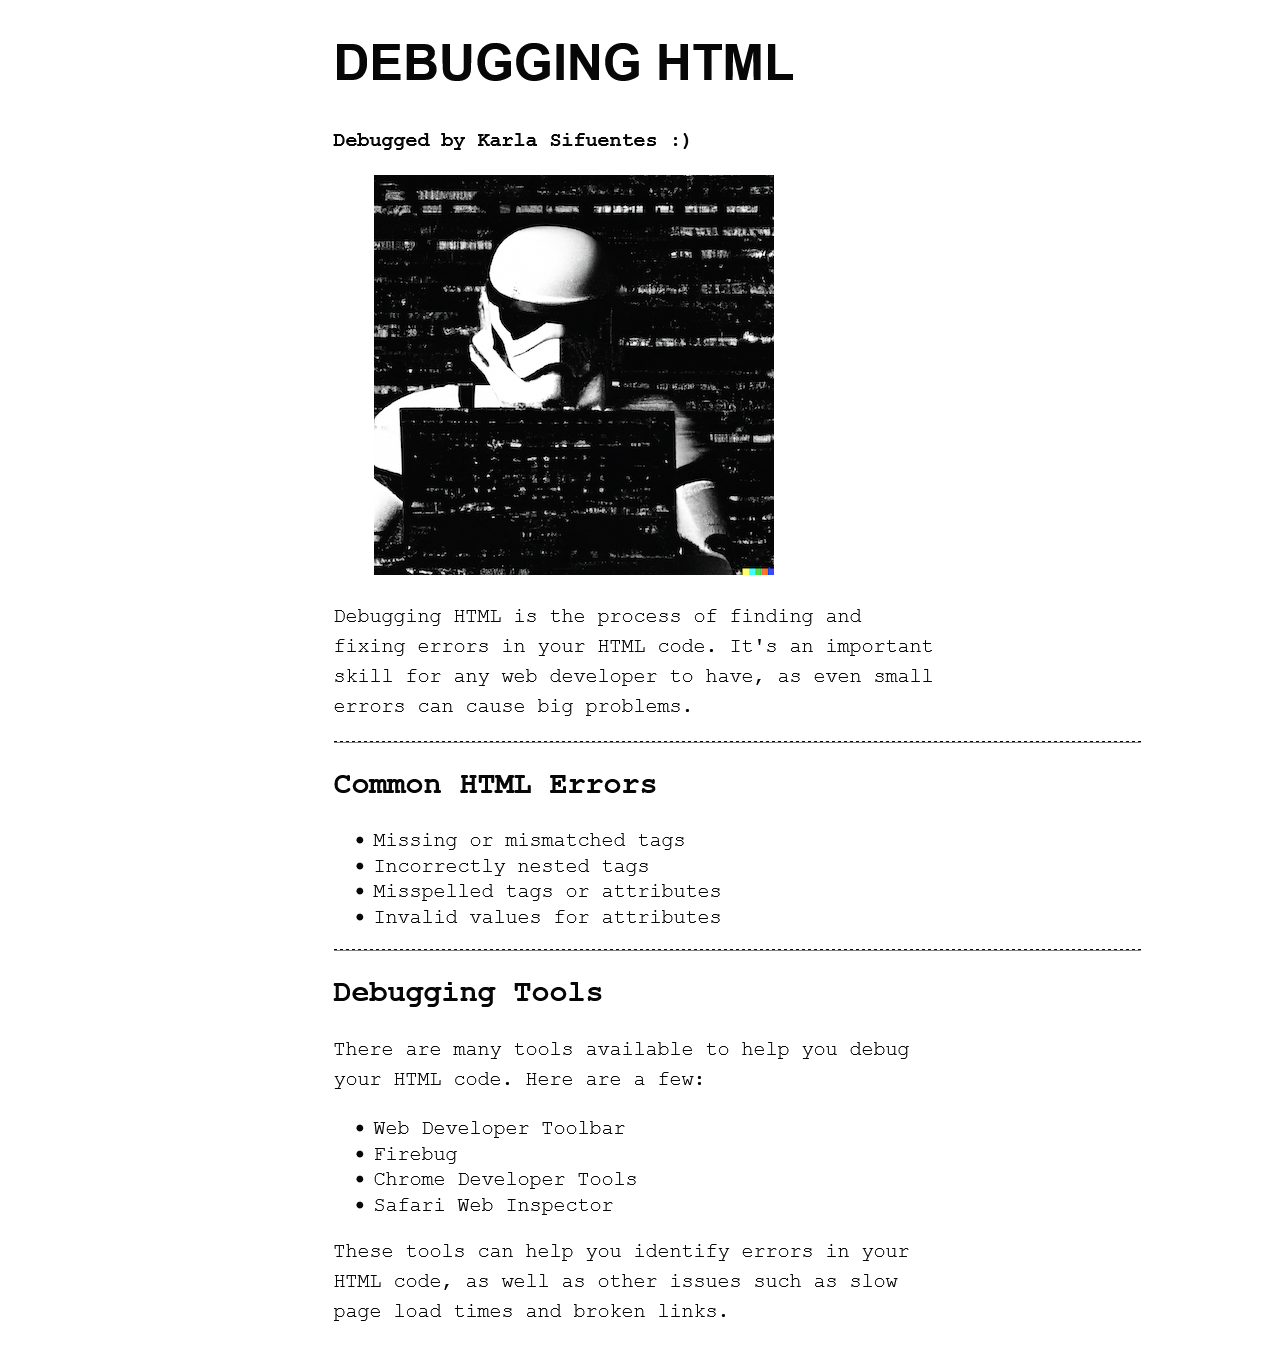 DEBUGGING HTML
Debugged by Karla Sifuentes :)
Debugging HTML is the process of finding and
fixing errors in your HTML code. It's an important
skill for any web developer to have, as even small
errors can cause big problems.
Common HTML Errors
• Missing or mismatched tags
• Incorrectly nested tags
• Misspelled tags or attributes
• Invalid values for attributes
Debugging Tools
There are many tools available to help you debug
your HTML code. Here are a few:
• Web Developer Toolbar
• Firebug
• Chrome Developer Tools
• Safari Web Inspector
These tools can help you identify errors in your
HTML code, as well as other issues such as slow
page load times and broken links.